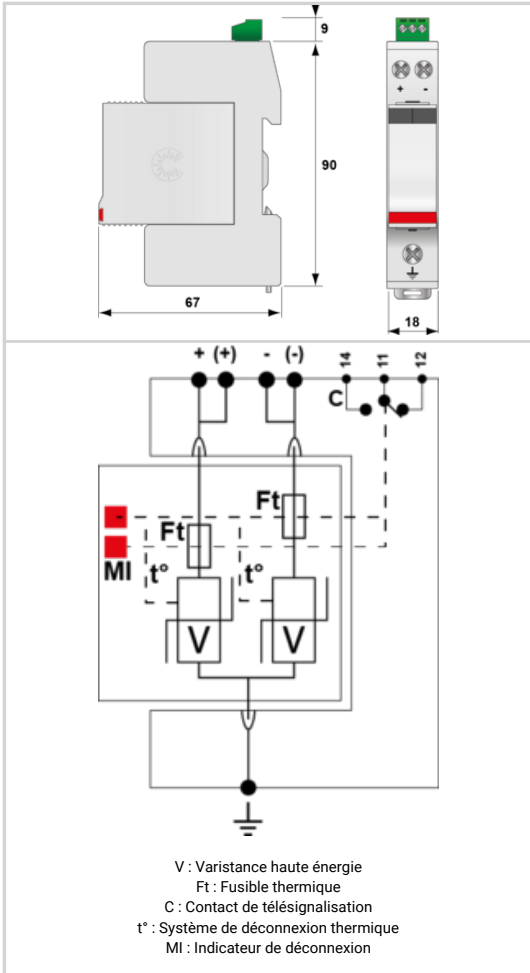 9
90
67
+ -
18
+ (+) - (-)
14 11 12
C
Ft
Ft
MI
t°
t°
V
V
V : Varistance haute énergie
Ft : Fusible thermique
C : Contact de télésignalisation
t° : Système de déconnexion thermique
MI : Indicateur de déconnexion